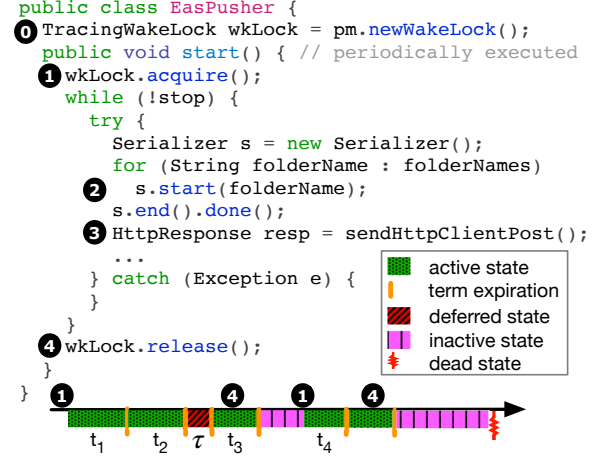 public class EasPusher {
0 TracingWakeLock wkLock = pm.newWakeLock();
public void start() { // periodically executed
1 wkLock.acquire();
while (!stop) {
try {
Serializer s = new Serializer();
for (String folderName : folderNames)
2 s.start(folderName);
s.end().done();
3 HttpResponse resp = sendHttpClientPost();
...
} catch (Exception e) {
}
}
4 wkLock.release();
}
}
active state
term expiration
deferred state
inactive state
dead state
1 4 1 4
t1 t2 τ t3 t4